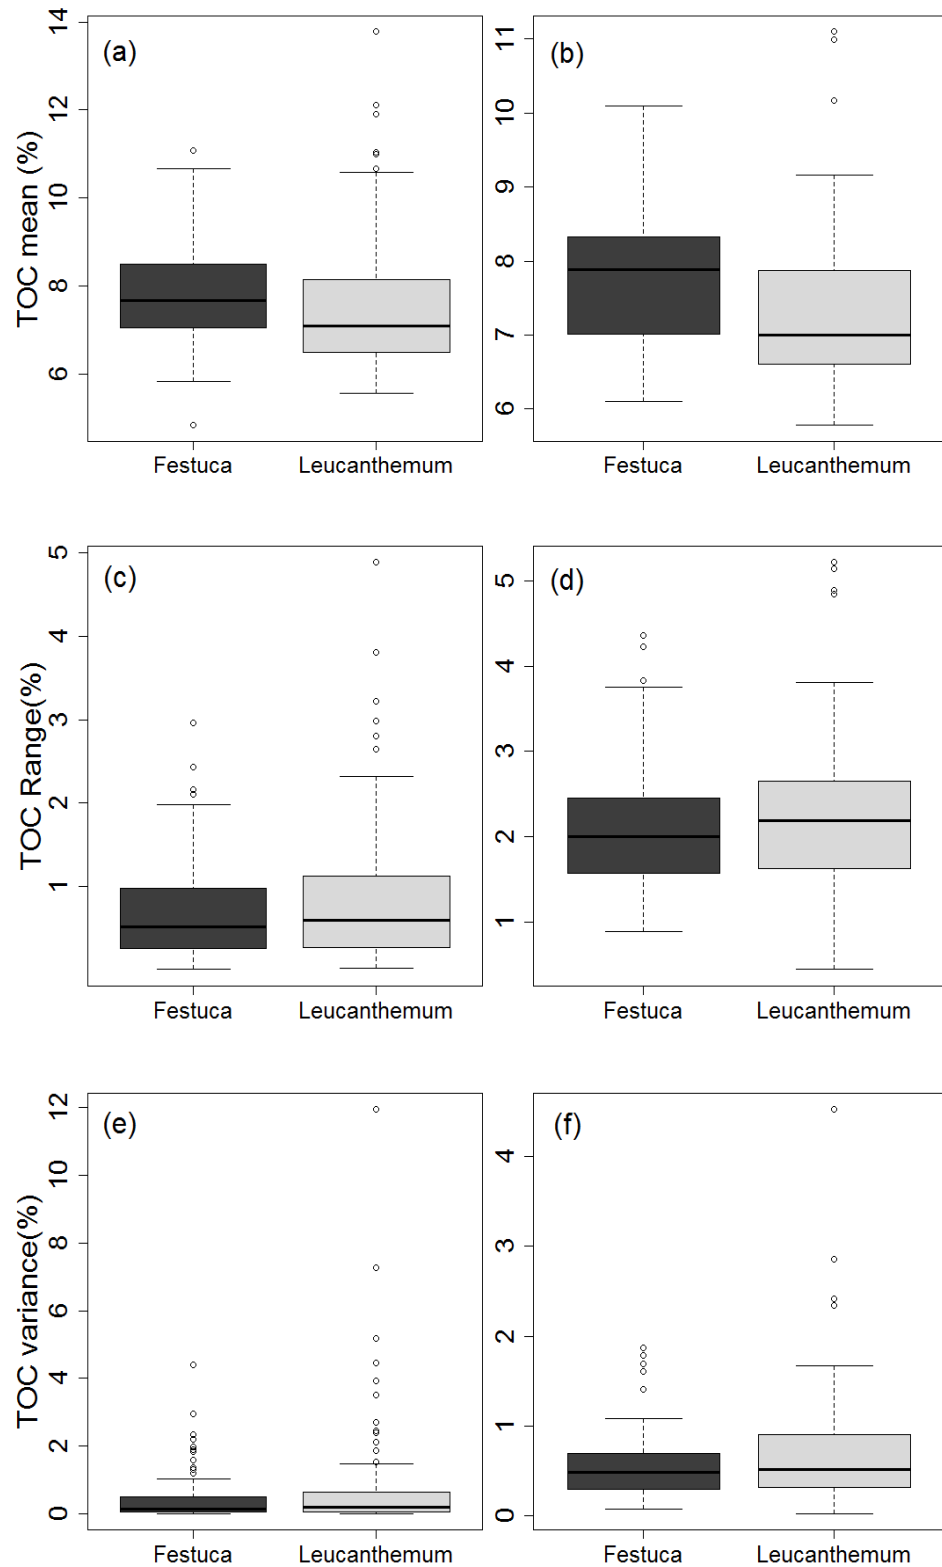 (a)
TOC mean (%)
14
12
10
8
6
Festuca
Leucanthemum
(b)
11
10
9
8
7
6
Festuca
Leucanthemum
(c)
TOC Range(%)
5
4
3
2
1
Festuca
Leucanthemum
(d)
5
4
3
2
1
Festuca
Leucanthemum
(e)
TOC variance(%)
12
10
8
6
4
2
0
Festuca
Leucanthemum
(f)
4
3
2
1
0
Festuca
Leucanthemum